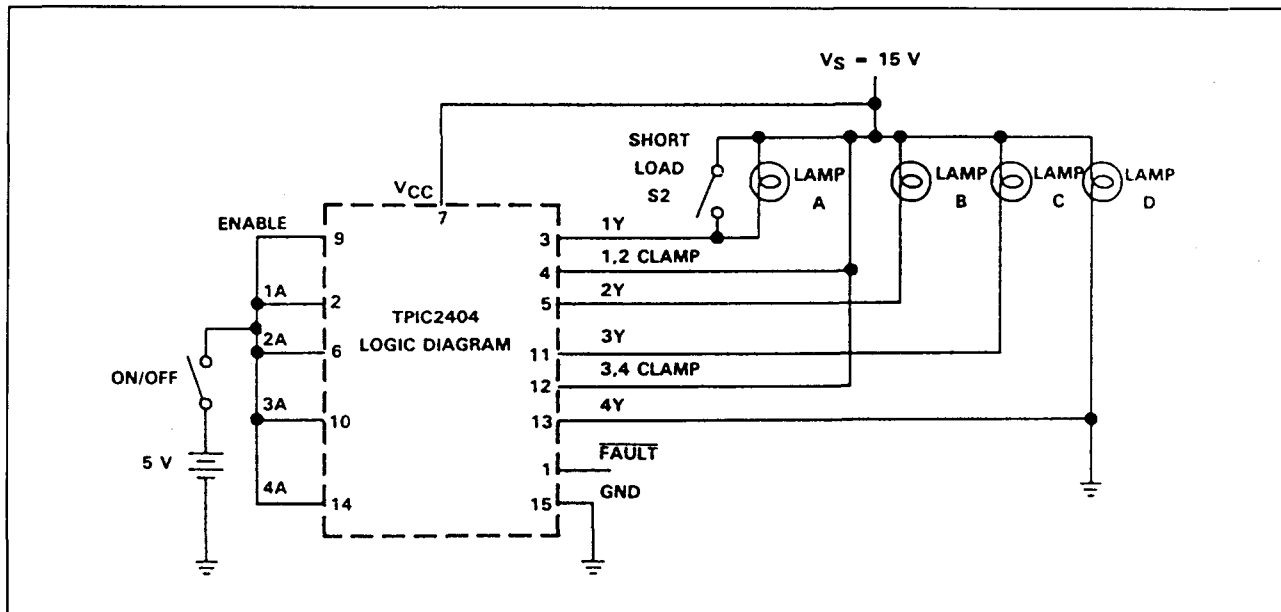 VS = 15 V
SHORT
LOAD
S2
LAMP
A
LAMP
B
LAMP
C
LAMP
D
VCC
7
ENABLE
9
1A
2
2A
6
3A
10
4A
14
ON/OFF
5 V
TPIC2404
LOGIC DIAGRAM
1Y
3
1,2 CLAMP
4
2Y
5
3Y
11
3,4 CLAMP
12
4Y
13
FAULT
1
GND
15